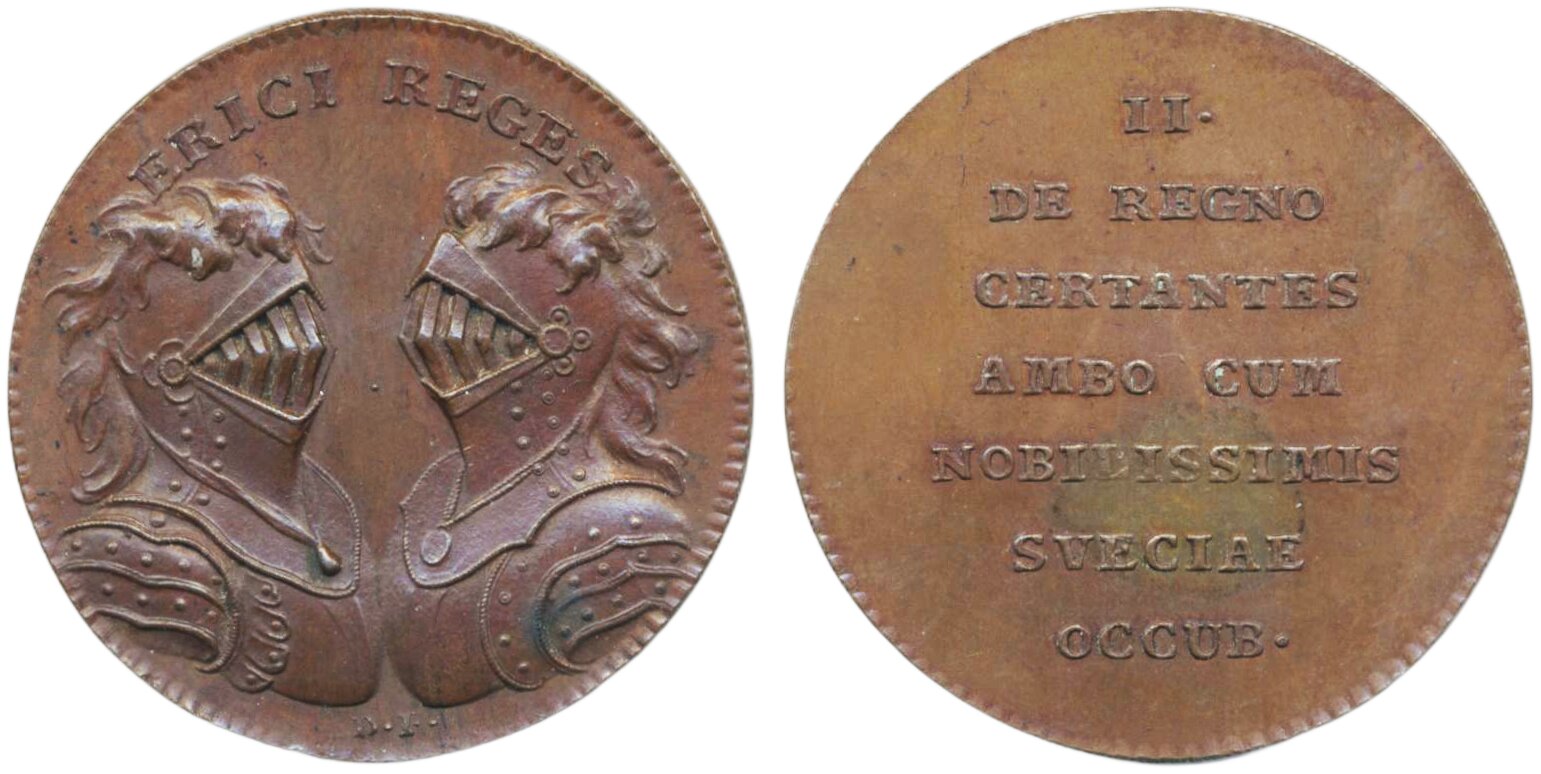 ERICI REGES
D·F·
II·
DE REGNO
CERTANTES
AMBO CUM
NOBILISSIMIS
SVECIAE
OCCUB·